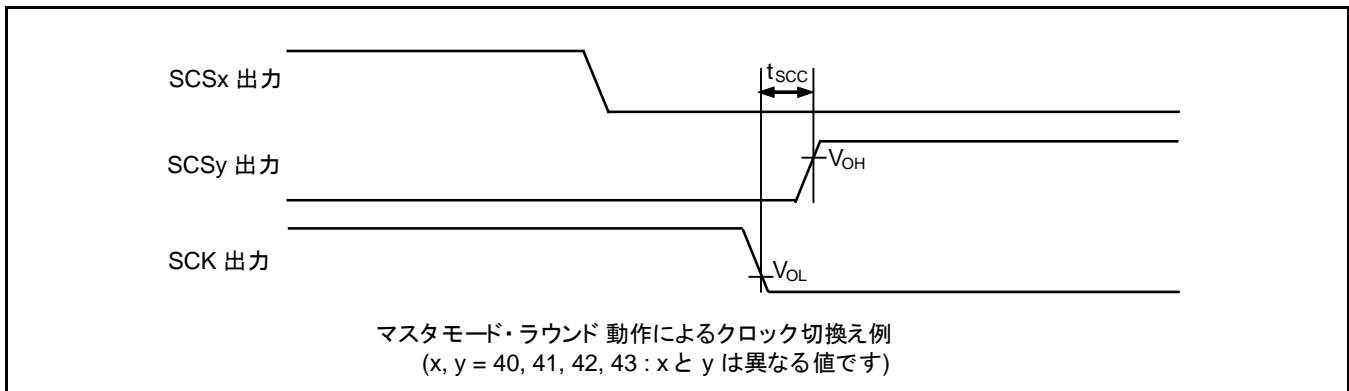 SCSx 出力
tSCC
SCSy 出力
VOH
SCK 出力
VOL
マスタモード・ラウンド 動作によるクロック切換え例
(x, y = 40, 41, 42, 43 : x と y は異なる値です)